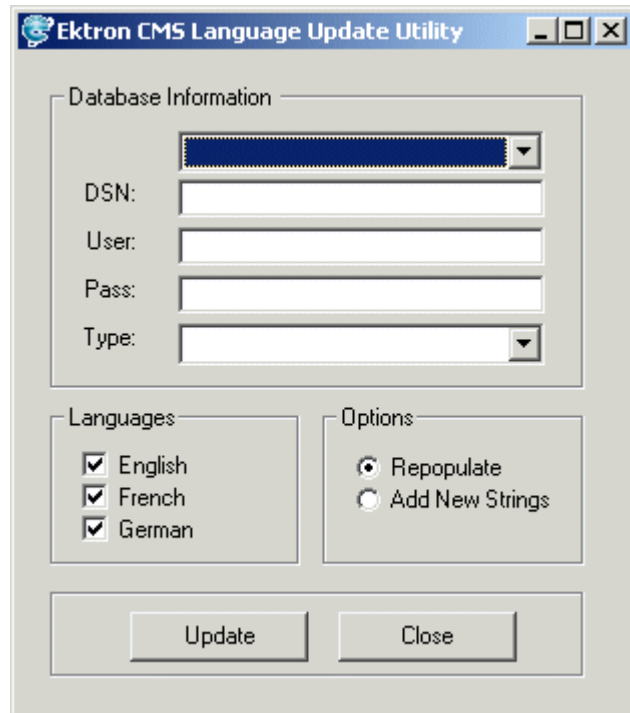 Ektron CMS Language Update Utility
Database Information
DSN:
User:
Pass:
Type:
Languages
English
French
German
Options
Repopulate
Add New Strings
Update
Close